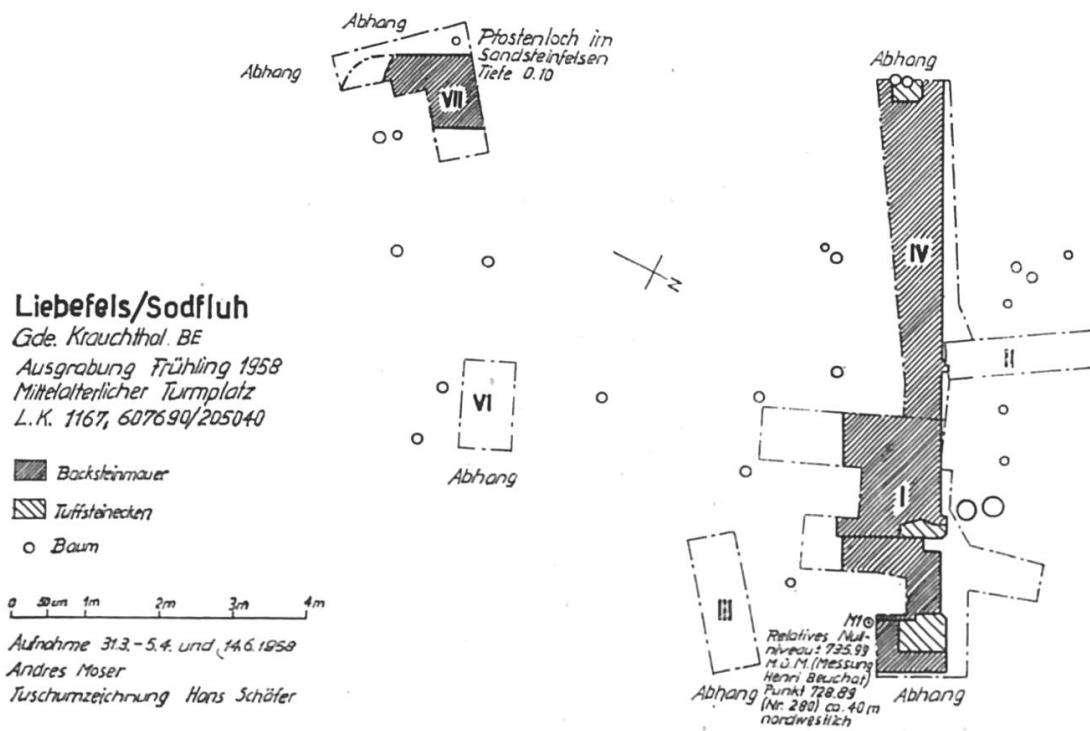 Abhang
Abhang
Pfostenloch im
Sandsteinfelsen
Tiefe 0.10
VII
Abhang
IV
N
II
Liebefels/Sodfluh
Gde. Krauchthal. BE
Ausgrabung Frühling 1958
Mittelalterlicher Turmplatz
L.K. 1167, 607690/205040
Backsteinmauer
Tuffsteinecken
Baum
VI
Abhang
I
III
Abhang
0 50cm 1m 2m 3m 4m
Aufnahme 31.3.-5.4. und 14.6.1958
Andres Moser
Tuschumzeichnung Hans Schäfer
M1
Relatives Null-
niveau: 735.99
M.ü.M. (Messung
Henri Beuchat)
Punkt 728.89
(Nr. 280) ca. 40 m
nordwestlich
Abhang